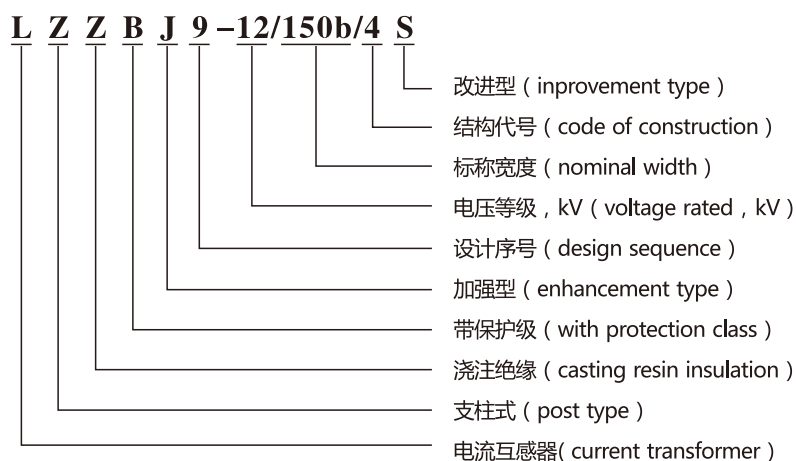 L Z Z B J 9 -12/150b/4 S
改进型 ( inprovement type )
结构代号 ( code of construction )
标称宽度 ( nominal width )
电压等级 , kV ( voltage rated , kV )
设计序号 ( design sequence )
加强型 ( enhancement type )
带保护级 ( with protection class )
浇注绝缘 ( casting resin insulation )
支柱式 ( post type )
电流互感器( current transformer )